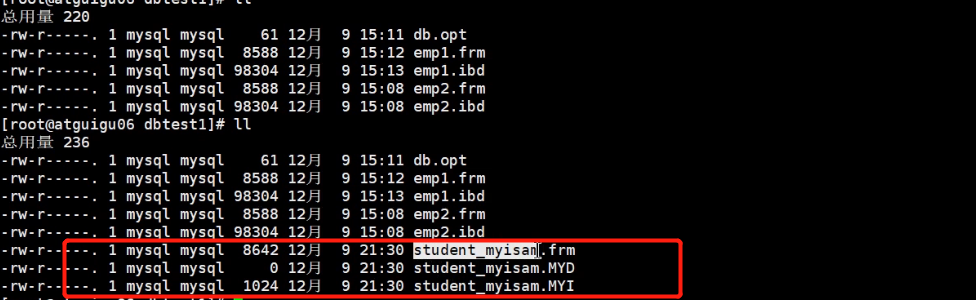 [root@atguigu06 dbtest1]# ll
总用量 220
-rw-r-----. 1 mysql mysql    61 12月  9 15:11 db.opt
-rw-r-----. 1 mysql mysql  8588 12月  9 15:12 emp1.frm
-rw-r-----. 1 mysql mysql 98304 12月  9 15:13 emp1.ibd
-rw-r-----. 1 mysql mysql  8588 12月  9 15:08 emp2.frm
-rw-r-----. 1 mysql mysql 98304 12月  9 15:08 emp2.ibd
[root@atguigu06 dbtest1]# ll
总用量 236
-rw-r-----. 1 mysql mysql    61 12月  9 15:11 db.opt
-rw-r-----. 1 mysql mysql  8588 12月  9 15:12 emp1.frm
-rw-r-----. 1 mysql mysql 98304 12月  9 15:13 emp1.ibd
-rw-r-----. 1 mysql mysql  8588 12月  9 15:08 emp2.frm
-rw-r-----. 1 mysql mysql 98304 12月  9 15:08 emp2.ibd
-rw-r-----. 1 mysql mysql  8642 12月  9 21:30 student_myisam.frm
-rw-r-----. 1 mysql mysql     0 12月  9 21:30 student_myisam.MYD
-rw-r-----. 1 mysql mysql  1024 12月  9 21:30 student_myisam.MYI
[root@atguigu06 dbtest1]#